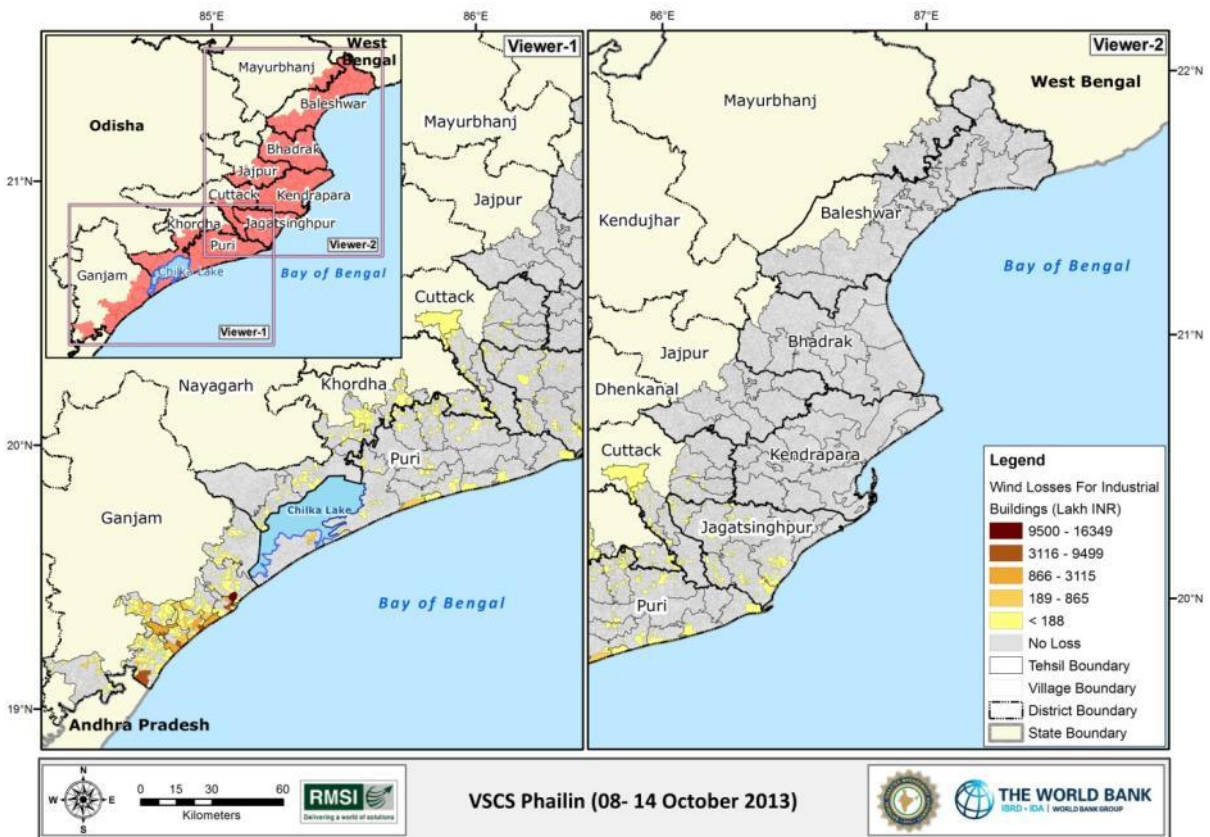 85°E
86°E
86°E
87°E
Viewer-1
Viewer-2
22°N
21°N
20°N
19°N
21°N
20°N
West
Bengal
Mayurbhanj
Baleshwar
Odisha
Bhadrak
Jajpur
Cuttack
Kendrapara
Khordha
Jagatsinghpur
Puri
Viewer-2
Ganjam
Chilka Lake
Bay of Bengal
Viewer-1
Mayurbhanj
Jajpur
Cuttack
Nayagarh
Khordha
Puri
Ganjam
Chilka Lake
Bay of Bengal
Andhra Pradesh
West Bengal
Mayurbhanj
Kendujhar
Baleshwar
Bay of Bengal
Bhadrak
Jajpur
Dhenkanal
Cuttack
Kendrapara
Jagatsinghpur
Puri
Legend
Wind Losses For Industrial
Buildings (Lakh INR)
9500 - 16349
3116 - 9499
866 - 3115
189 - 865
< 188
No Loss
Tehsil Boundary
Village Boundary
District Boundary
State Boundary
N
W
E
S
0 15 30 60
Kilometers
RMSI
Delivering a world of solutions
VSCS Phailin (08- 14 October 2013)
THE WORLD BANK
IBRD • IDA | WORLD BANK GROUP